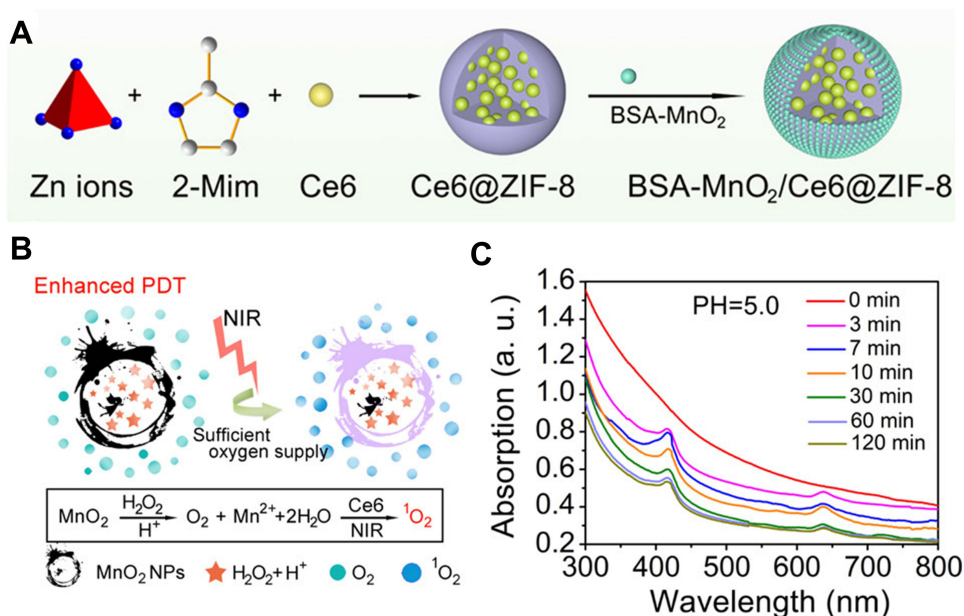 A
Zn ions + 2-Mim + Ce6 Ce6@ZIF-8 BSA-MnO₂ BSA-MnO₂/Ce6@ZIF-8
B
Enhanced PDT
NIR
Sufficient
oxygen supply
MnO₂ H₂O₂ H⁺ O₂ + Mn²⁺+2H₂O Ce6 NIR ¹O₂
MnO₂ NPs H₂O₂+H⁺ O₂ ¹O₂
C
PH=5.0
0 min
3 min
7 min
10 min
30 min
60 min
120 min
Absorption (a. u.)
1.6
1.4
1.2
1.0
0.8
0.6
0.4
0.2
300 400 500 600 700 800
Wavelength (nm)